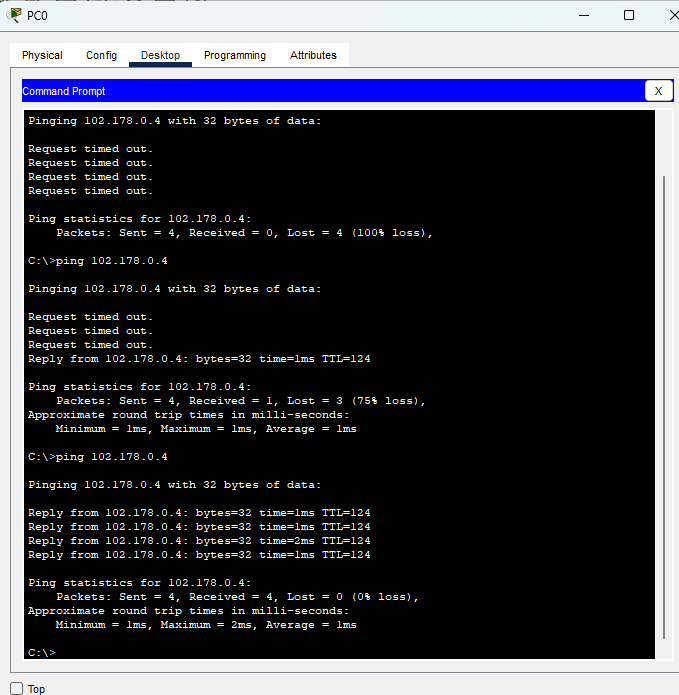 PC0
Physical Config Desktop Programming Attributes
Command Prompt
X
Pinging 102.178.0.4 with 32 bytes of data:
Request timed out.
Request timed out.
Request timed out.
Request timed out.
Ping statistics for 102.178.0.4:
Packets: Sent = 4, Received = 0, Lost = 4 (100% loss),
C:\>ping 102.178.0.4
Pinging 102.178.0.4 with 32 bytes of data:
Request timed out.
Request timed out.
Request timed out.
Reply from 102.178.0.4: bytes=32 time=1ms TTL=124
Ping statistics for 102.178.0.4:
Packets: Sent = 4, Received = 1, Lost = 3 (75% loss),
Approximate round trip times in milli-seconds:
Minimum = 1ms, Maximum = 1ms, Average = 1ms
C:\>ping 102.178.0.4
Pinging 102.178.0.4 with 32 bytes of data:
Reply from 102.178.0.4: bytes=32 time=1ms TTL=124
Reply from 102.178.0.4: bytes=32 time=1ms TTL=124
Reply from 102.178.0.4: bytes=32 time=2ms TTL=124
Reply from 102.178.0.4: bytes=32 time=1ms TTL=124
Ping statistics for 102.178.0.4:
Packets: Sent = 4, Received = 4, Lost = 0 (0% loss),
Approximate round trip times in milli-seconds:
Minimum = 1ms, Maximum = 2ms, Average = 1ms
C:\>
Top